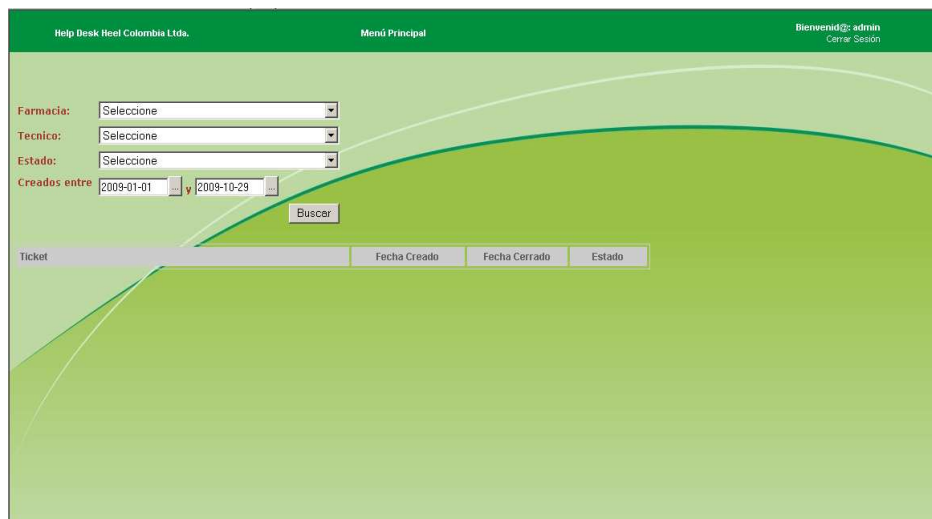 Help Desk Heel Colombia Ltda. Menú Principal Bienvenid@: admin
Cerrar Sesión
Farmacia: Seleccione
Tecnico: Seleccione
Estado: Seleccione
Creados entre 2009-01-01 ... y 2009-10-29 ...
Buscar
Ticket Fecha Creado Fecha Cerrado Estado